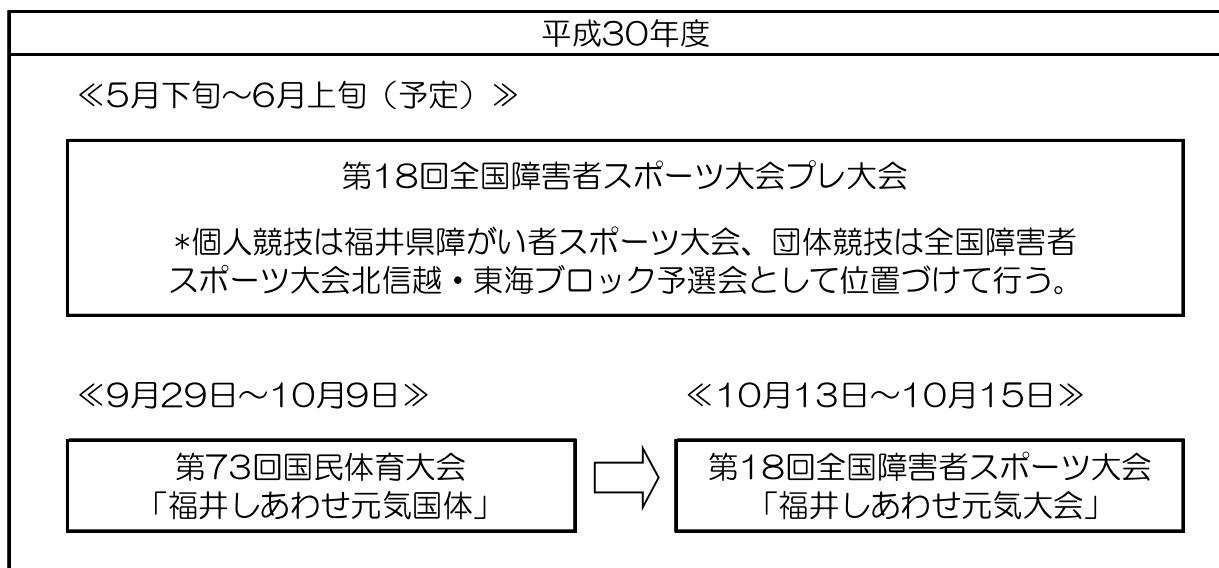 平成30年度
≪5月下旬～6月上旬（予定）≫
第18回全国障害者スポーツ大会プレ大会
*個人競技は福井県障がい者スポーツ大会、団体競技は全国障害者
スポーツ大会北信越・東海ブロック予選会として位置づけて行う。
≪9月29日～10月9日≫
≪10月13日～10月15日≫
第73回国民体育大会
「福井しあわせ元気国体」
第18回全国障害者スポーツ大会
「福井しあわせ元気大会」